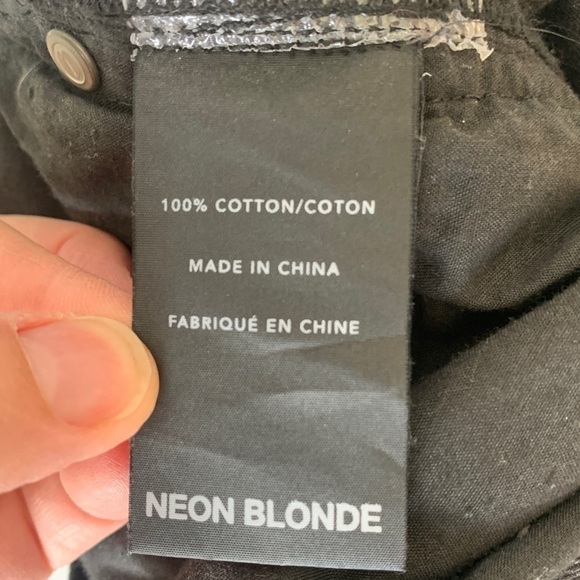 100% COTTON/COTON
MADE IN CHINA
FABRIQUÉ EN CHINE
NEON BLONDE